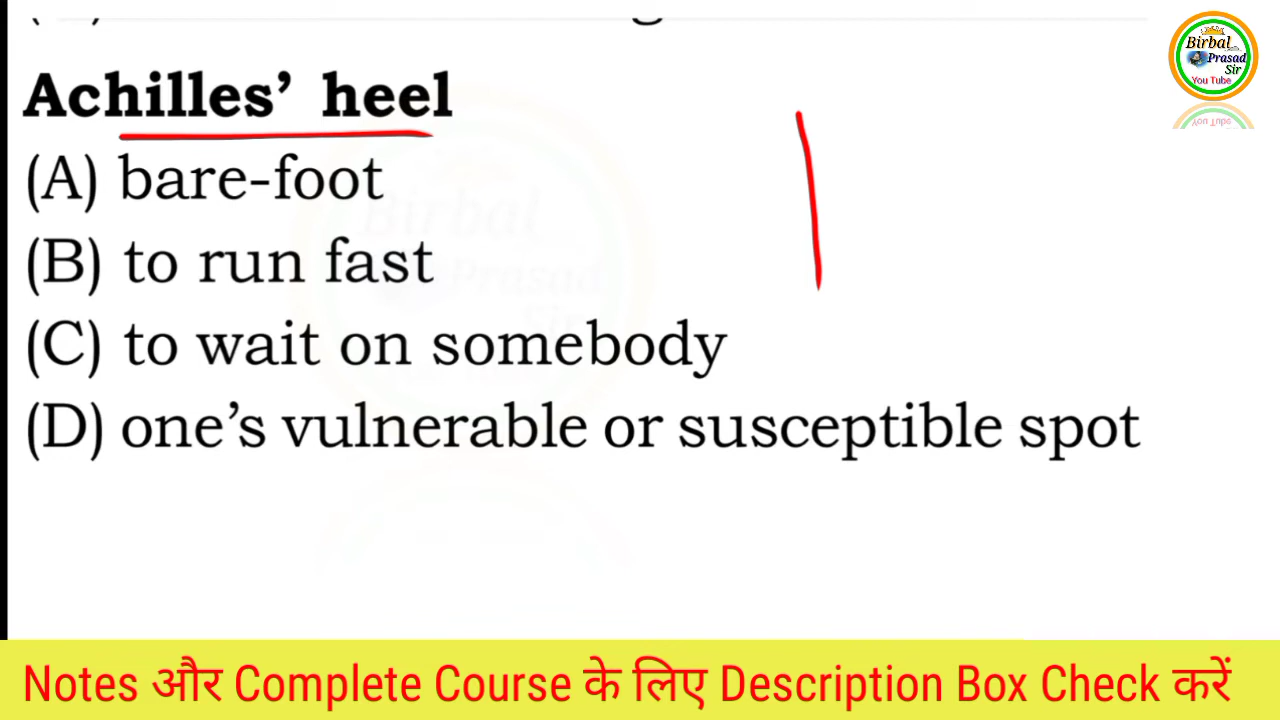 Birbal
Prasad
Sir
You Tube
Achilles’ heel
(A) bare-foot
(B) to run fast
(C) to wait on somebody
(D) one’s vulnerable or susceptible spot
Notes और Complete Course के लिए Description Box Check करें